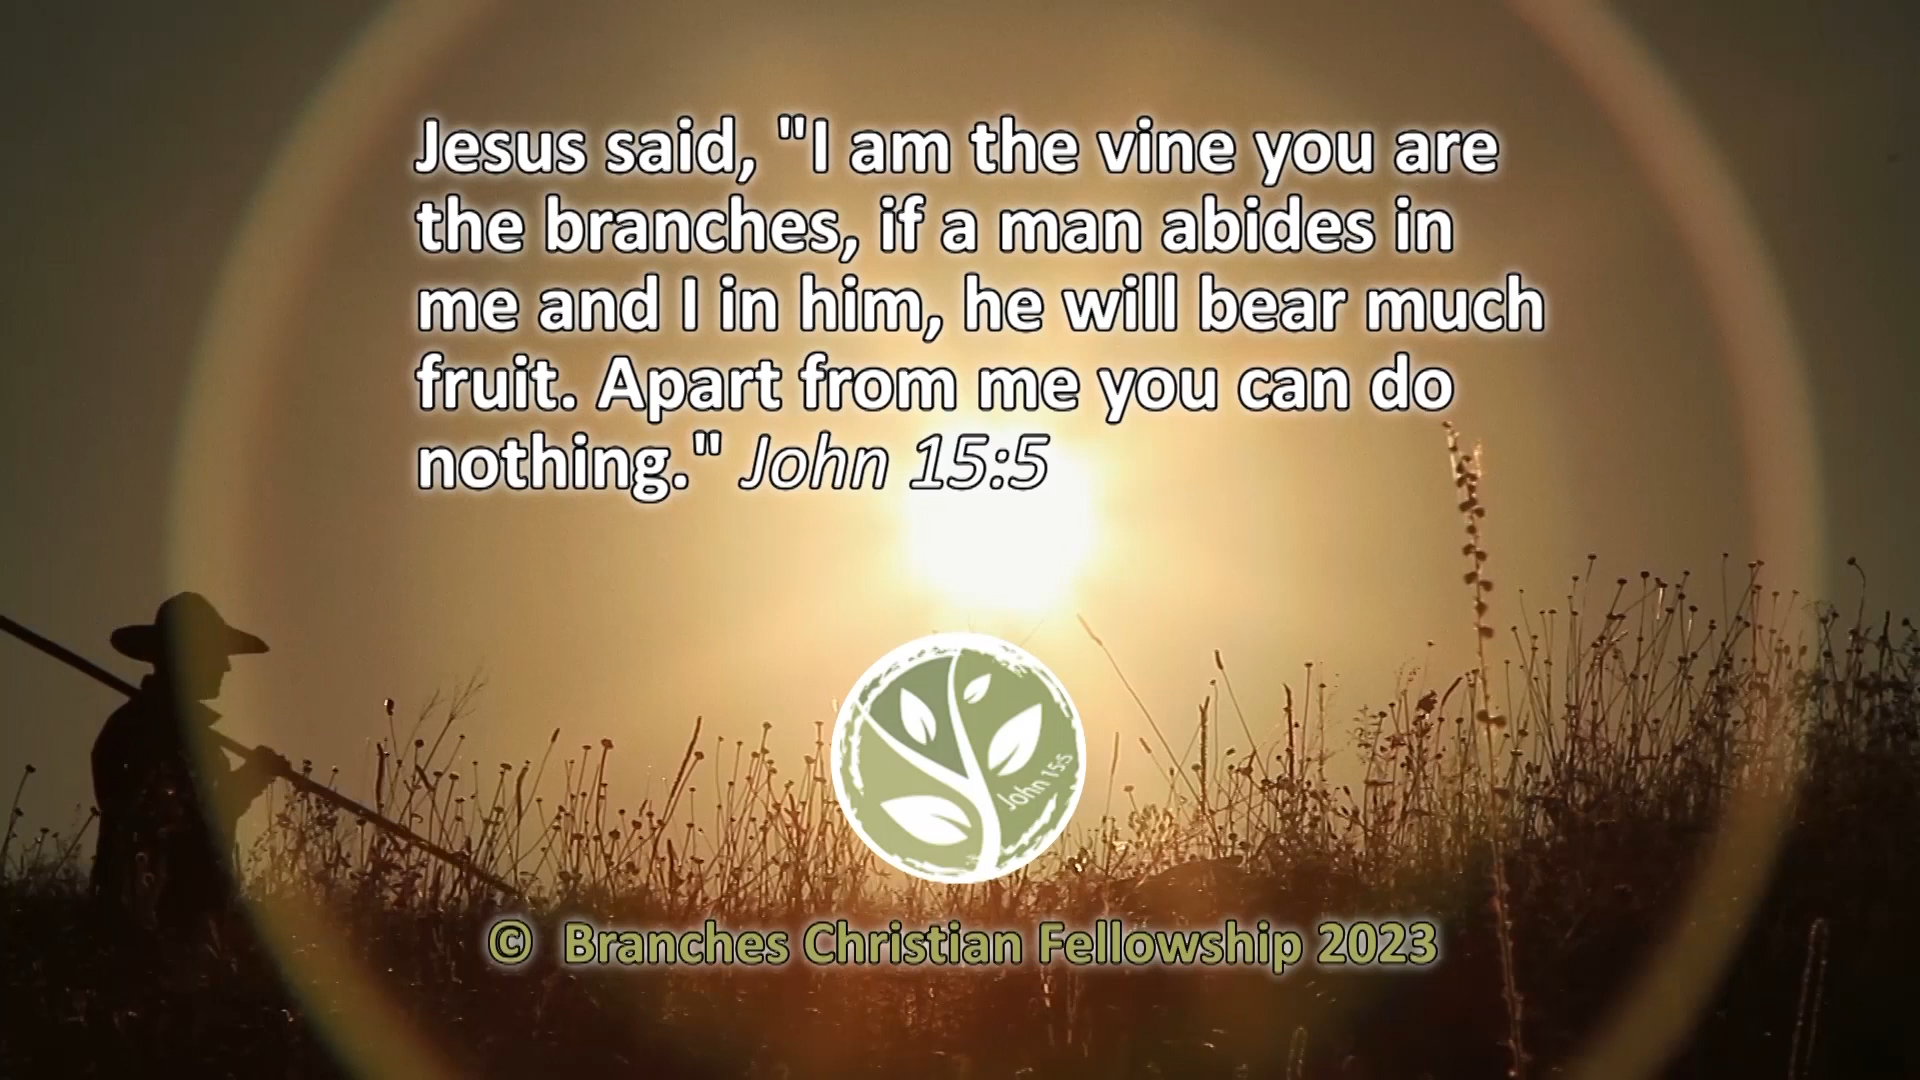 Jesus said, "I am the vine you are
the branches, if a man abides in
me and I in him, he will bear much
fruit. Apart from me you can do
nothing." John 15:5
John 15:5
© Branches Christian Fellowship 2023